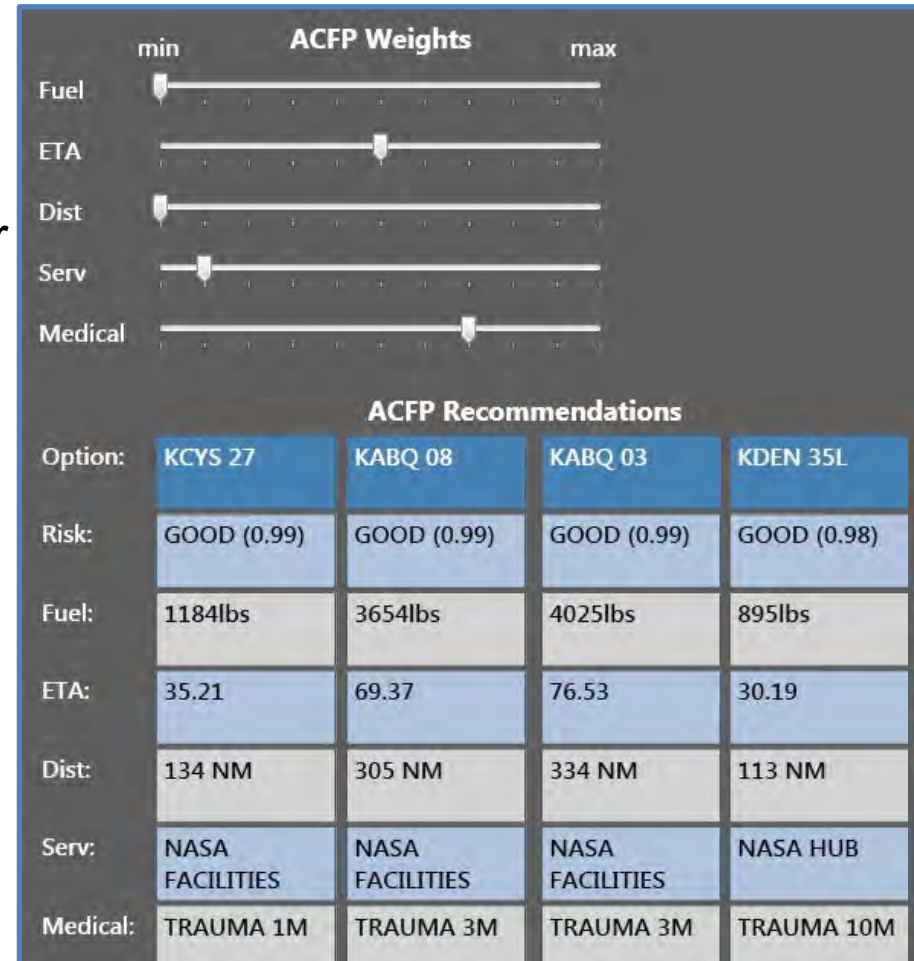 ACFP Weights
min max
Fuel
ETA
Dist
r
Serv
Medical
ACFP Recommendations
Option: KCYS 27 KABQ 08 KABQ 03 KDEN 35L
Risk: GOOD (0.99) GOOD (0.99) GOOD (0.99) GOOD (0.98)
Fuel: 1184lbs 3654lbs 4025lbs 895lbs
ETA: 35.21 69.37 76.53 30.19
Dist: 134 NM 305 NM 334 NM 113 NM
Serv: NASA FACILITIES NASA FACILITIES NASA FACILITIES NASA HUB
Medical: TRAUMA 1M TRAUMA 3M TRAUMA 3M TRAUMA 10M